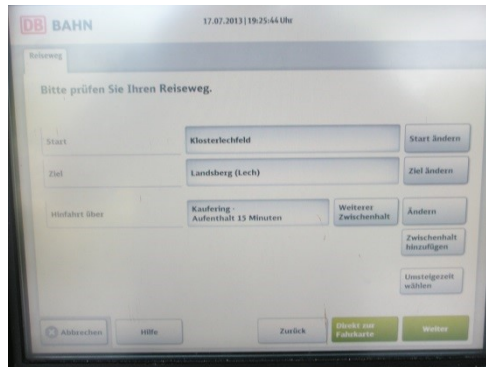 DB BAHN
17.07.2013 | 19:25:44 Uhr
Reiseweg
Bitte prüfen Sie Ihren Reiseweg.
Start
Klosterlechfeld
Start ändern
Ziel
Landsberg (Lech)
Ziel ändern
Hinfahrt über
Kaufering -
Aufenthalt 15 Minuten
Weiterer
Zwischenhalt
Ändern
Zwischenhalt
hinzufügen
Umsteigezeit
wählen
Abbrechen
Hilfe
Zurück
Direkt zur
Fahrkarte
Weiter